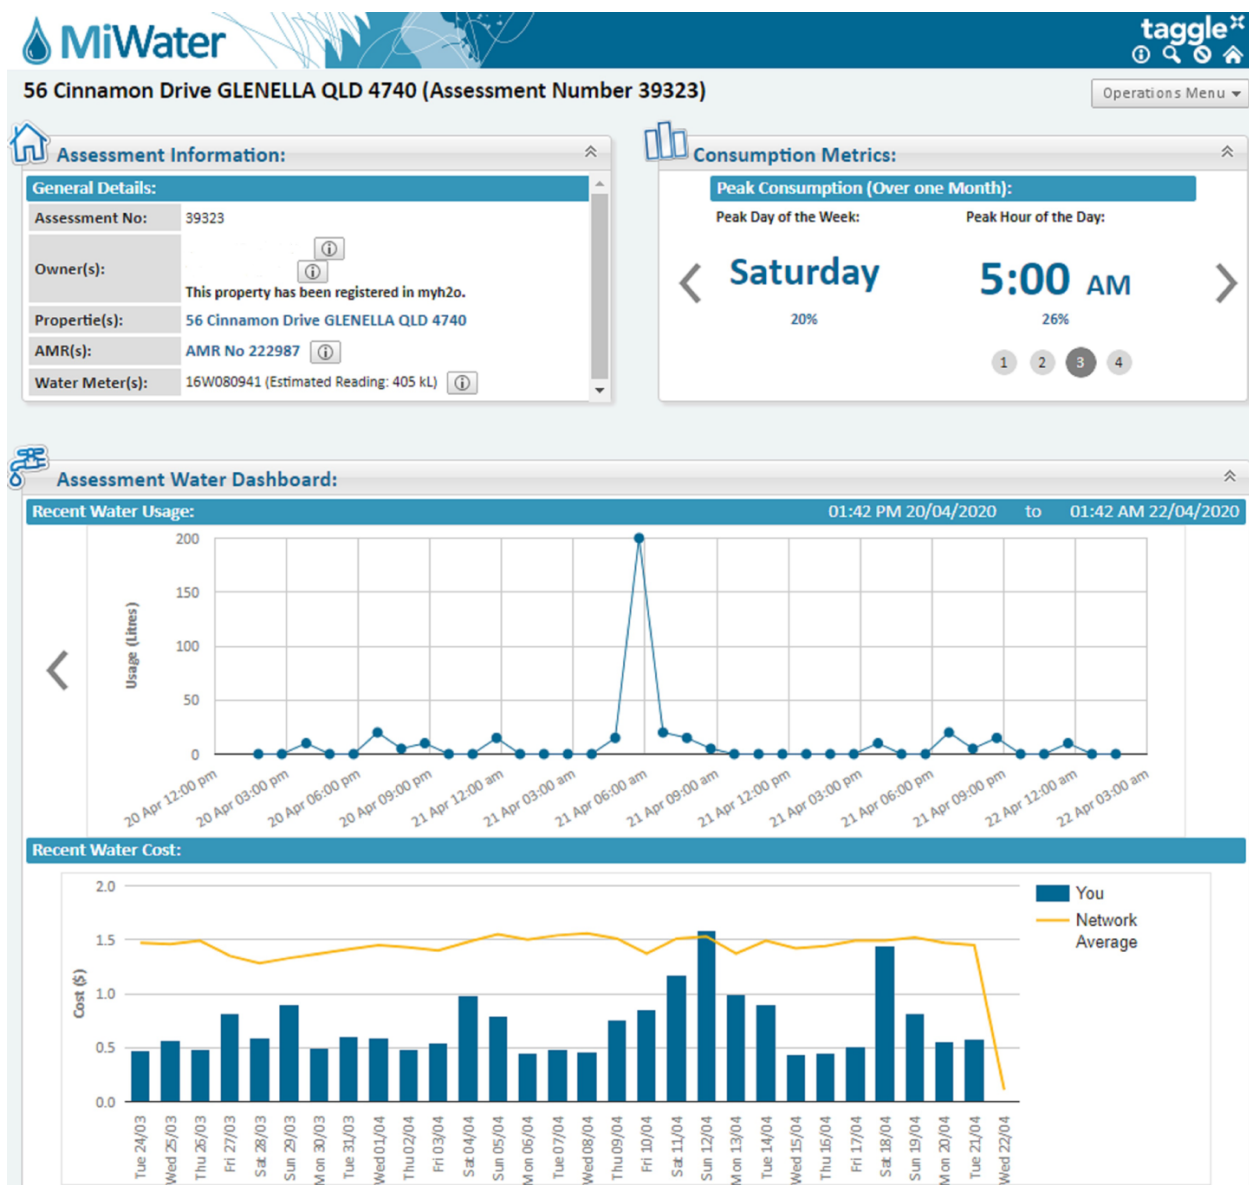 MiWater
taggle
56 Cinnamon Drive GLENELLA QLD 4740 (Assessment Number 39323)
Operations Menu
Assessment Information:
General Details:
Assessment No: 39323
Owner(s):
This property has been registered in myh2o.
Propertie(s): 56 Cinnamon Drive GLENELLA QLD 4740
AMR(s): AMR No 222987
Water Meter(s): 16W080941 (Estimated Reading: 405 kL)
Consumption Metrics:
Peak Consumption (Over one Month):
Peak Day of the Week: Peak Hour of the Day:
Saturday 5:00 AM
20% 26%
1 2 3 4
Assessment Water Dashboard:
Recent Water Usage: 01:42 PM 20/04/2020 to 01:42 AM 22/04/2020
200
150
100
50
0
Usage (Litres)
20 Apr 12:00 pm
20 Apr 03:00 pm
20 Apr 06:00 pm
20 Apr 09:00 pm
21 Apr 12:00 am
21 Apr 03:00 am
21 Apr 06:00 am
21 Apr 09:00 am
21 Apr 12:00 pm
21 Apr 03:00 pm
21 Apr 06:00 pm
21 Apr 09:00 pm
22 Apr 12:00 am
22 Apr 03:00 am
Recent Water Cost:
2.0
1.5
1.0
0.5
0.0
Cost ($)
You
Network
Average
Tue 24/03
Wed 25/03
Thu 26/03
Fri 27/03
Sat 28/03
Sun 29/03
Mon 30/03
Tue 31/03
Wed 01/04
Thu 02/04
Fri 03/04
Sat 04/04
Sun 05/04
Mon 06/04
Tue 07/04
Wed 08/04
Thu 09/04
Fri 10/04
Sat 11/04
Sun 12/04
Mon 13/04
Tue 14/04
Wed 15/04
Thu 16/04
Fri 17/04
Sat 18/04
Sun 19/04
Mon 20/04
Tue 21/04
Wed 22/04